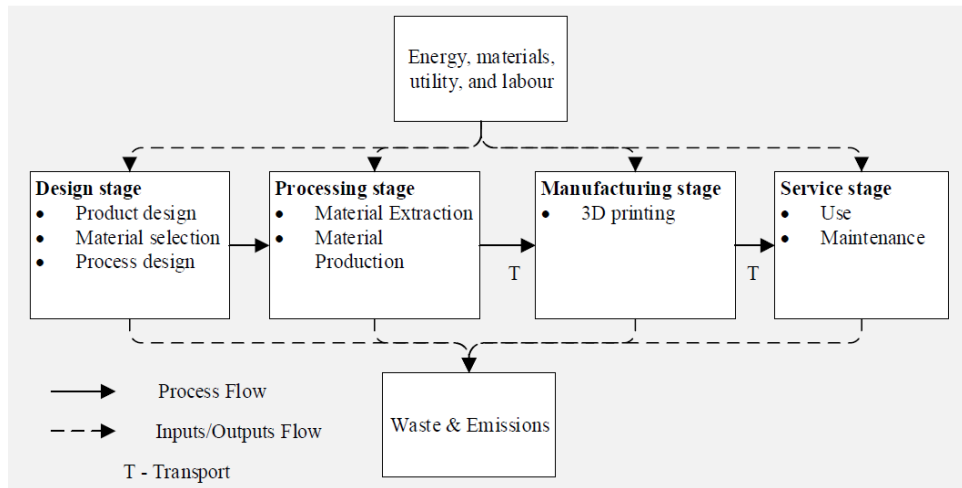 Energy, materials,
utility, and labour
Design stage
• Product design
• Material selection
• Process design
Processing stage
• Material Extraction
• Material
Production
T
Manufacturing stage
• 3D printing
T
Service stage
• Use
• Maintenance
Waste & Emissions
Process Flow
Inputs/Outputs Flow
T - Transport